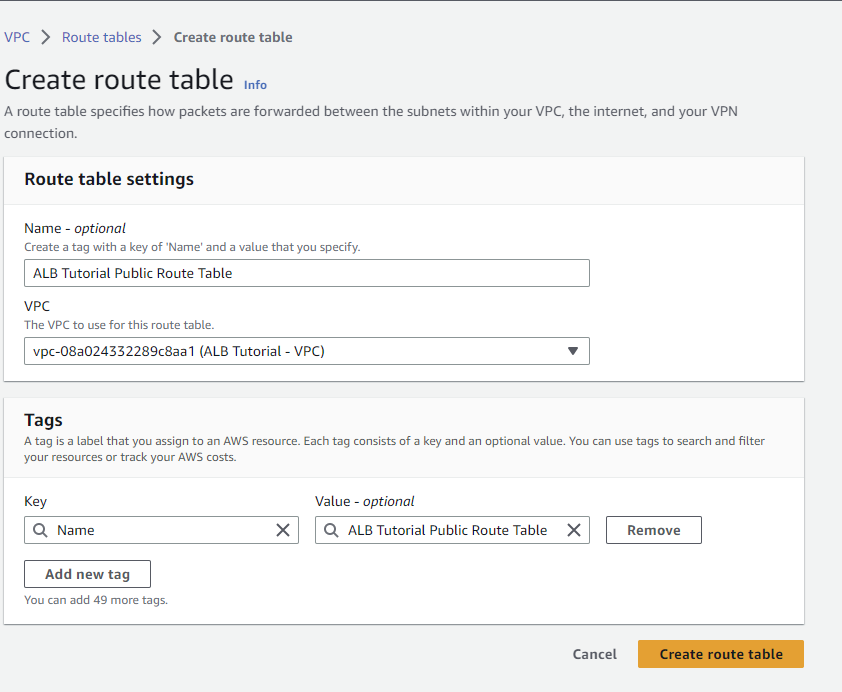 VPC > Route tables > Create route table
Create route table Info
A route table specifies how packets are forwarded between the subnets within your VPC, the internet, and your VPN
connection.
Route table settings
Name - optional
Create a tag with a key of 'Name' and a value that you specify.
ALB Tutorial Public Route Table
VPC
The VPC to use for this route table.
vpc-08a024332289c8aa1 (ALB Tutorial - VPC)
Tags
A tag is a label that you assign to an AWS resource. Each tag consists of a key and an optional value. You can use tags to search and filter
your resources or track your AWS costs.
Key
Value - optional
Name
ALB Tutorial Public Route Table
Remove
Add new tag
You can add 49 more tags.
Cancel
Create route table